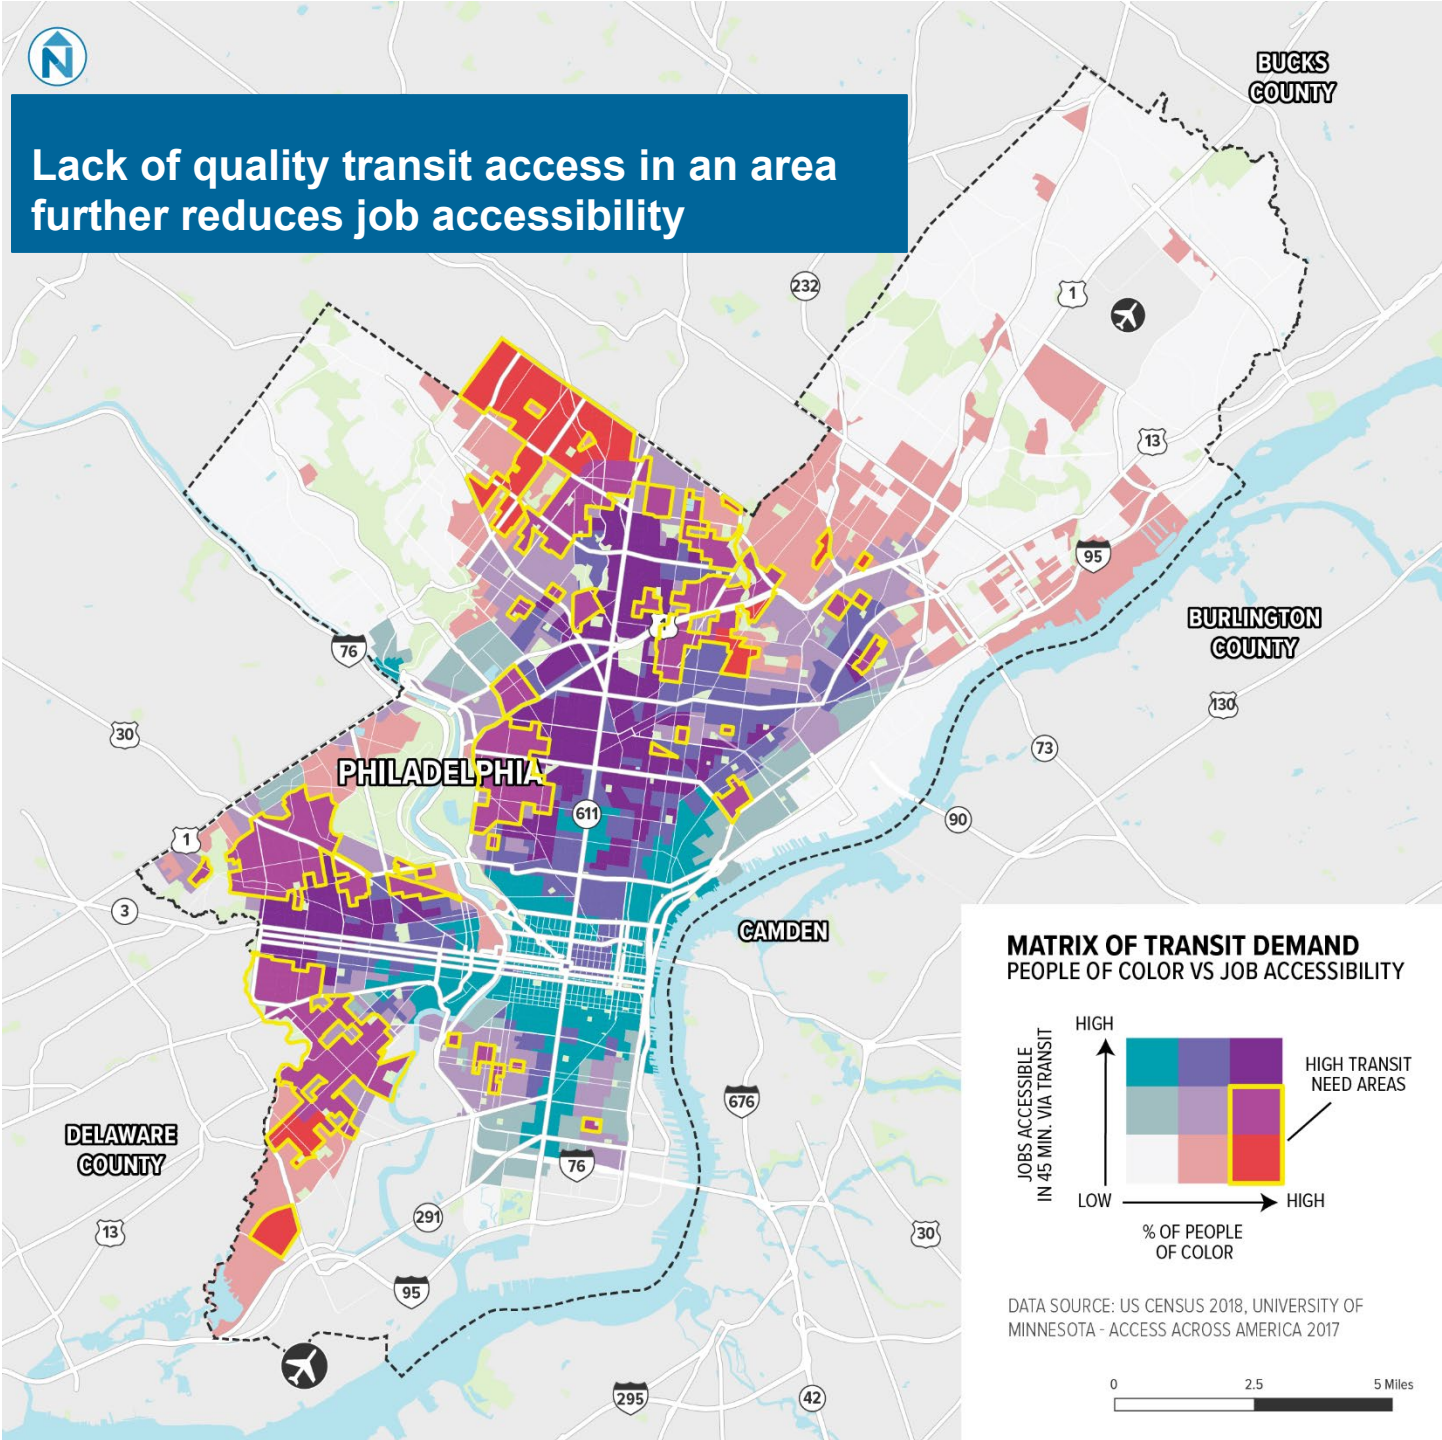 N
BUCKS
COUNTY
Lack of quality transit access in an area
further reduces job accessibility
232
1
13
95
76
BURLINGTON
COUNTY
30
130
73
PHILADELPHIA
611
90
1
3
CAMDEN
676
DELAWARE
COUNTY
76
13
291
30
95
295
42
MATRIX OF TRANSIT DEMAND
PEOPLE OF COLOR VS JOB ACCESSIBILITY
HIGH
JOBS ACCESSIBLE
IN 45 MIN. VIA TRANSIT
HIGH TRANSIT
NEED AREAS
LOW
HIGH
% OF PEOPLE
OF COLOR
DATA SOURCE: US CENSUS 2018, UNIVERSITY OF
MINNESOTA - ACCESS ACROSS AMERICA 2017
0 2.5 5 Miles